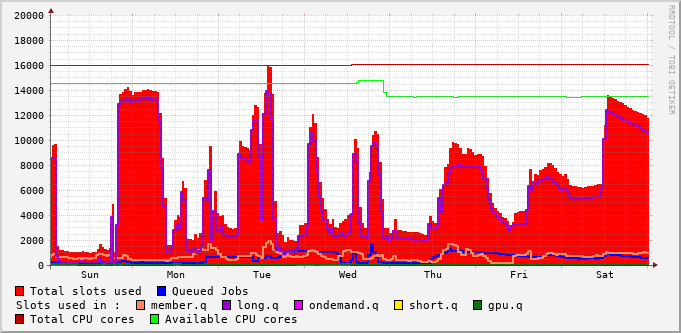 20000
18000
16000
14000
12000
10000
8000
6000
4000
2000
0
Sun Mon Tue Wed Thu Fri Sat
RRDTOOL / TOBI OETIKER
Total slots used Queued Jobs
Slots used in : member.q long.q ondemand.q short.q gpu.q
Total CPU cores Available CPU cores